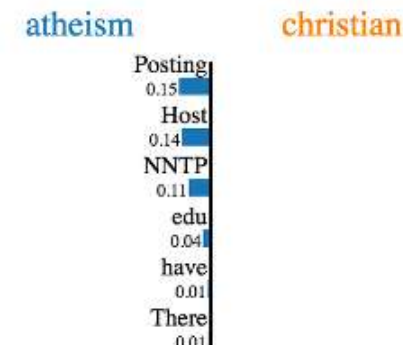 atheism christian
Posting
0.15
Host
0.14
NNTP
0.11
edu
0.04
have
0.01
There
0.01